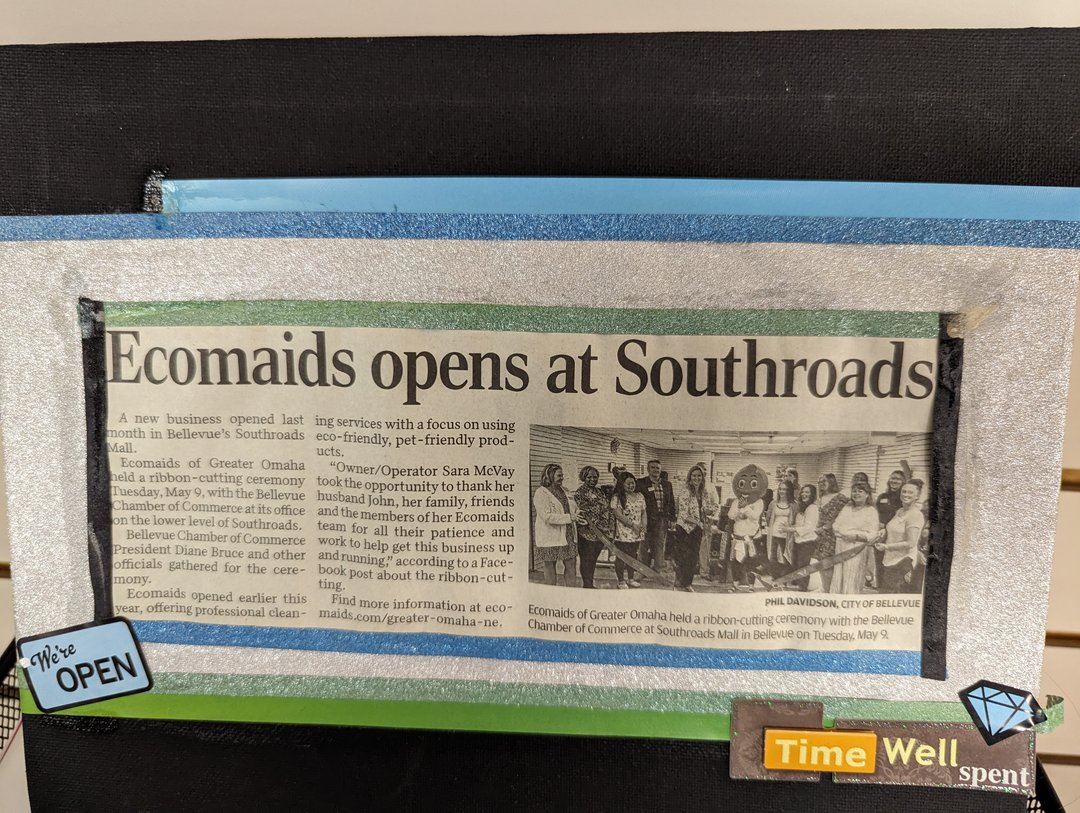 Ecomaids opens at Southroads
A new business opened last
month in Bellevue's Southroads
Mall.
Ecomaids of Greater Omaha
held a ribbon-cutting ceremony
Tuesday, May 9, with the Bellevue
Chamber of Commerce at its office
on the lower level of Southroads.
Bellevue Chamber of Commerce
President Diane Bruce and other
officials gathered for the cere-
mony.
Ecomaids opened earlier this
year, offering professional clean-
ing services with a focus on using
eco-friendly, pet-friendly prod-
ucts.
"Owner/Operator Sara McVay
took the opportunity to thank her
husband John, her family, friends
and the members of her Ecomaids
team for all their patience and
work to help get this business up
and running," according to a Face-
book post about the ribbon-cut-
ting.
Find more information at eco-
maids.com/greater-omaha-ne.
PHIL DAVIDSON, CITY OF BELLEVUE
Ecomaids of Greater Omaha held a ribbon-cutting ceremony with the Bellevue
Chamber of Commerce at Southroads Mall in Bellevue on Tuesday, May 9.
We're
OPEN
Time Well
spent